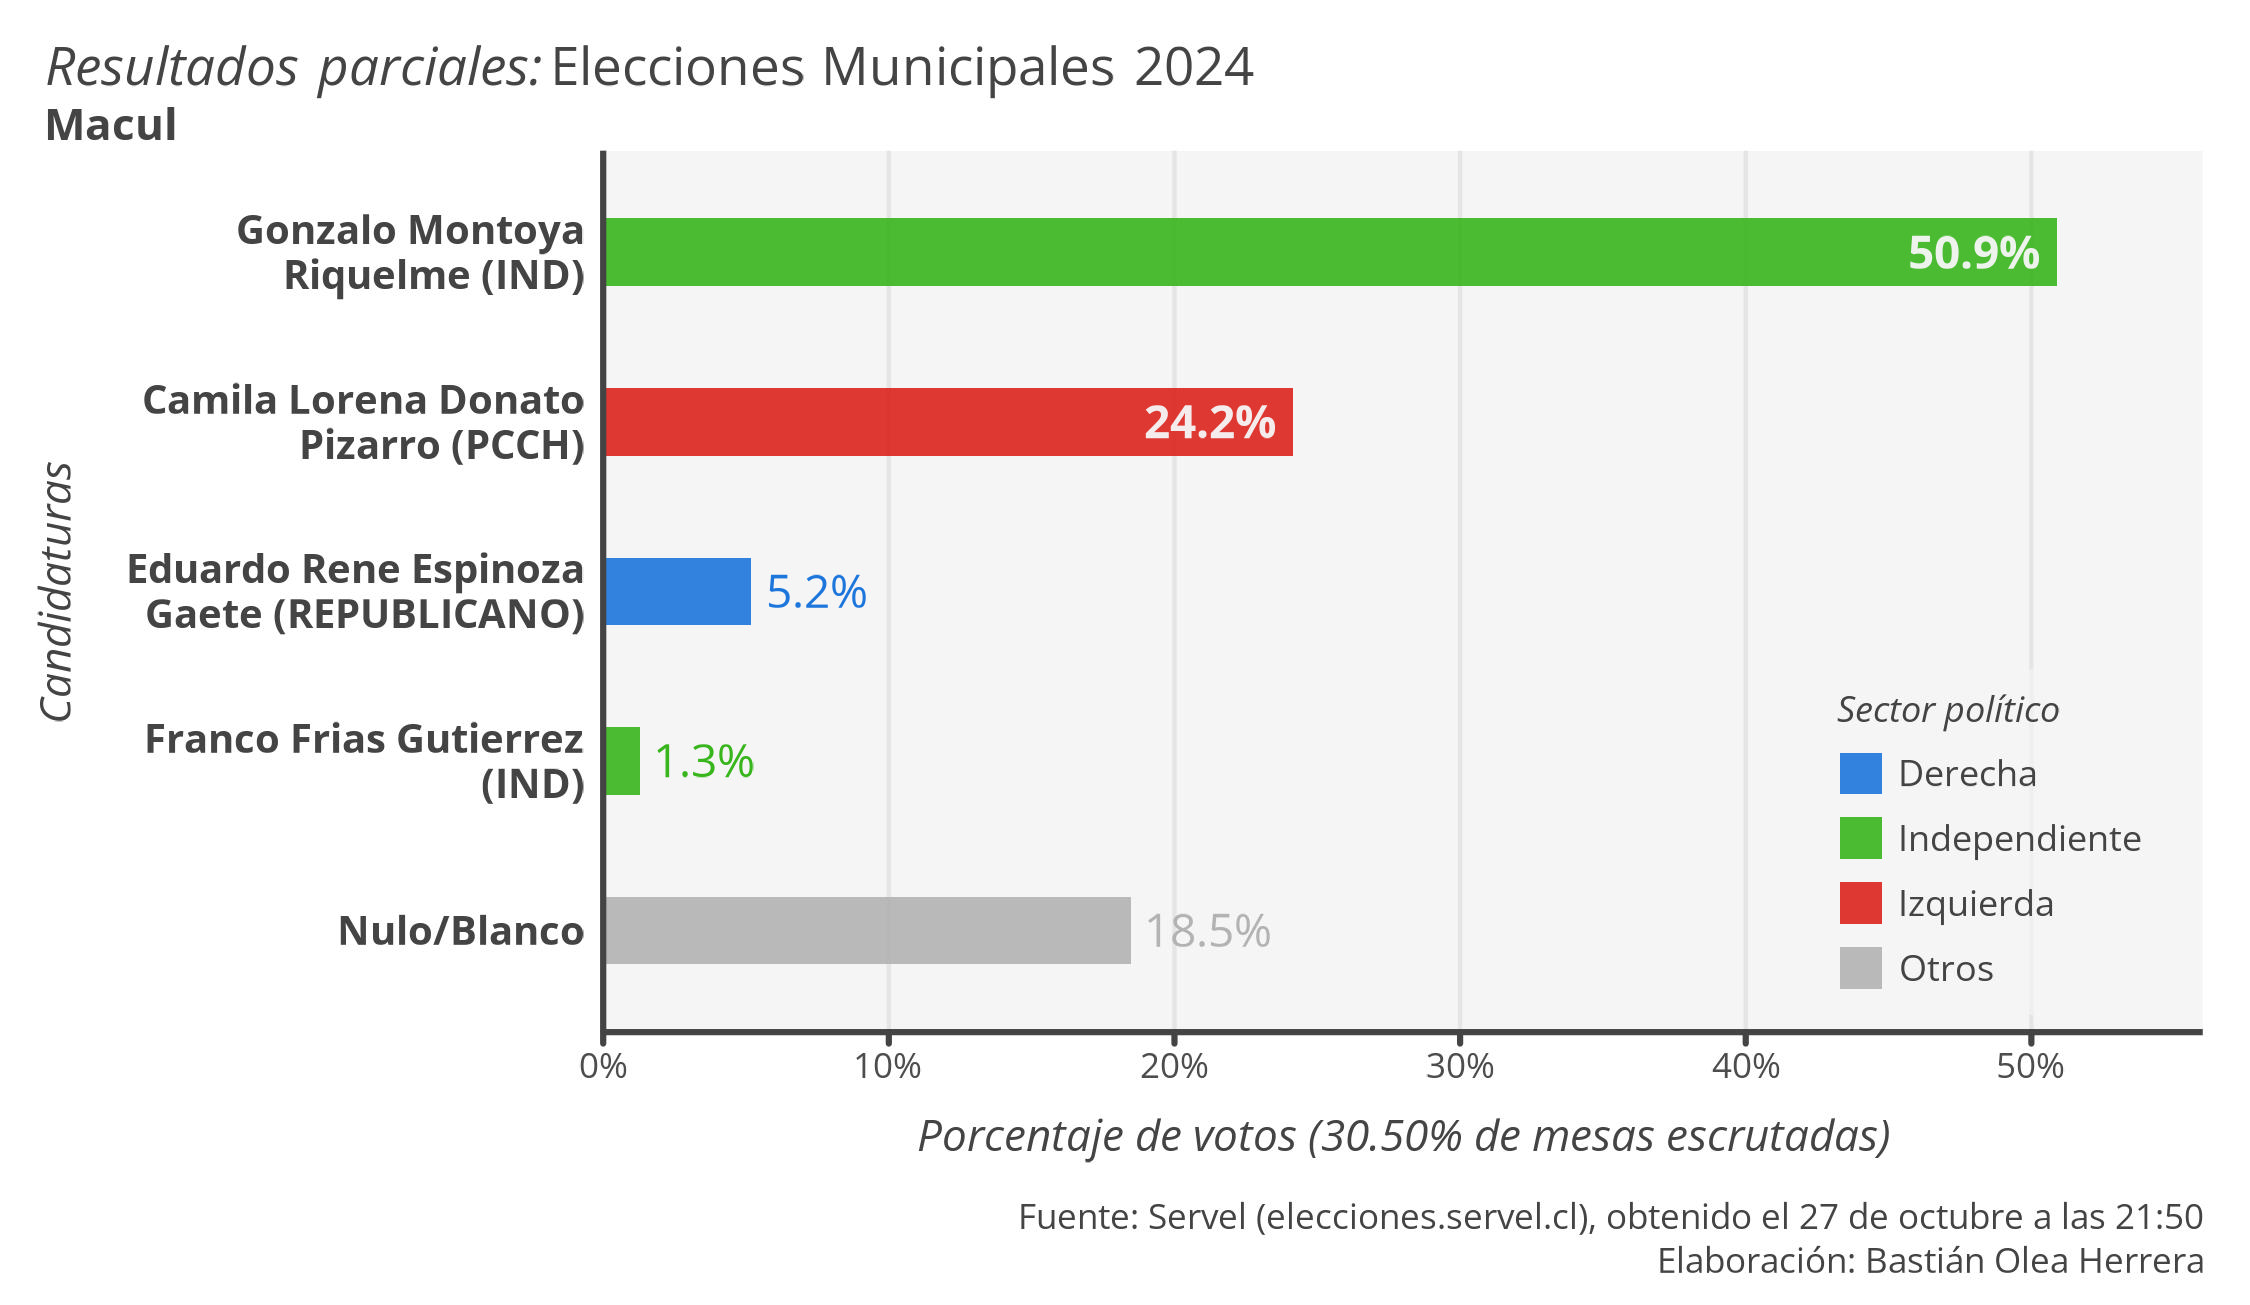 Resultados parciales: Elecciones Municipales 2024
Macul
Candidaturas
Gonzalo Montoya
Riquelme (IND)
50.9%
Camila Lorena Donato
Pizarro (PCCH)
24.2%
Eduardo Rene Espinoza
Gaete (REPUBLICANO)
5.2%
Franco Frias Gutierrez
(IND)
1.3%
Nulo/Blanco
18.5%
Sector político
Derecha
Independiente
Izquierda
Otros
0% 10% 20% 30% 40% 50%
Porcentaje de votos (30.50% de mesas escrutadas)
Fuente: Servel (elecciones.servel.cl), obtenido el 27 de octubre a las 21:50
Elaboración: Bastián Olea Herrera